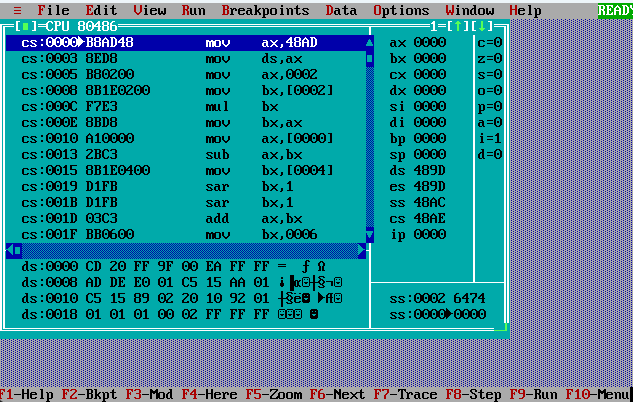 ≡ File Edit View Run Breakpoints Data Options Window Help READY
[■]=CPU 80486 1=[↑][↓]
cs:0000►B8AD48 mov ax,48AD ax 0000 c=0
cs:0003 8ED8 mov ds,ax bx 0000 z=0
cs:0005 B80200 mov ax,0002 cx 0000 s=0
cs:0008 8B1E0200 mov bx,[0002] dx 0000 o=0
cs:000C F7E3 mul bx si 0000 p=0
cs:000E 8BD8 mov bx,ax di 0000 a=0
cs:0010 A10000 mov ax,[0000] bp 0000 i=1
cs:0013 2BC3 sub ax,bx sp 0000 d=0
cs:0015 8B1E0400 mov bx,[0004] ds 489D
cs:0019 D1FB sar bx,1 es 489D
cs:001B D1FB sar bx,1 ss 48AC
cs:001D 03C3 add ax,bx cs 48AE
cs:001F BB0600 mov bx,0006 ip 0000
ds:0000 CD 20 FF 9F 00 EA FF FF = ƒ Ω
ds:0008 AD DE E0 01 C5 15 AA 01 ¡▐α☺┼§¬☺
ds:0010 C5 15 89 02 20 10 92 01 ┼§ë☻ ►Æ☺ ss:0002 6474
ds:0018 01 01 01 00 02 FF FF FF ☺☺☺ ☻ ss:0000►0000
F1-Help F2-Bkpt F3-Mod F4-Here F5-Zoom F6-Next F7-Trace F8-Step F9-Run F10-Menu